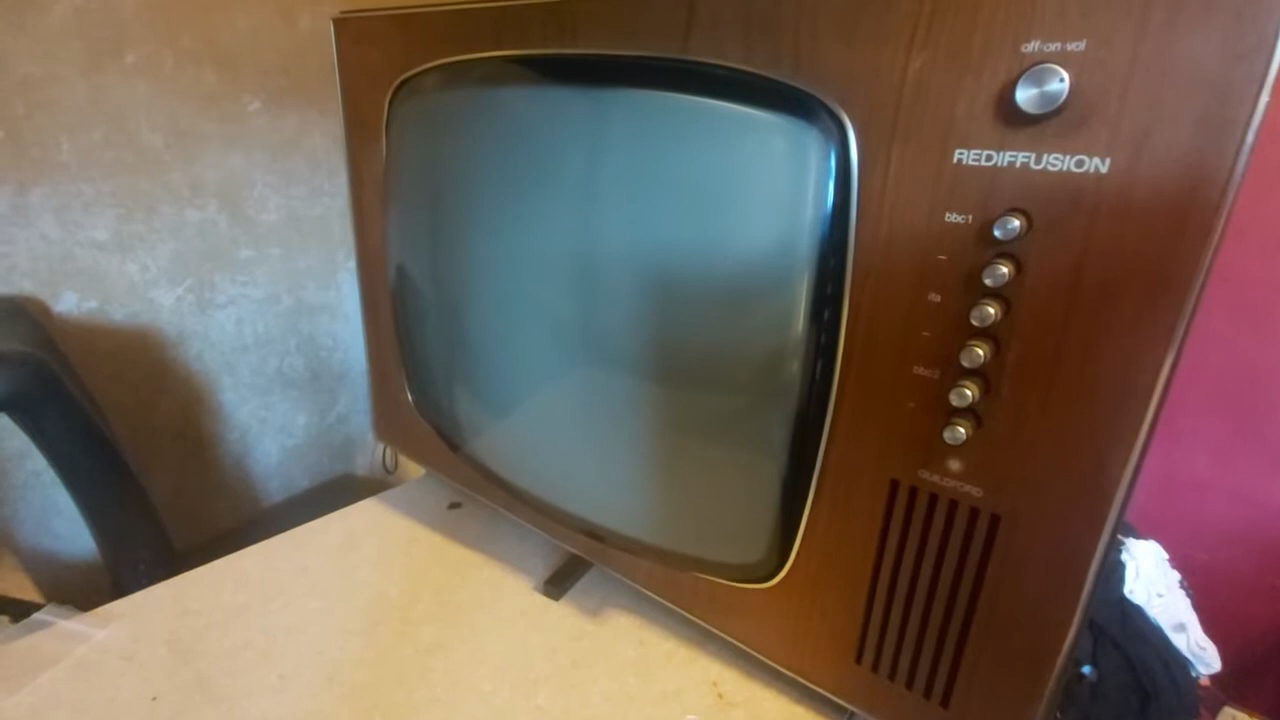 off-on-vol
REDIFFUSION
bbc1
–
ita
–
bbc2
–
GUILDFORD